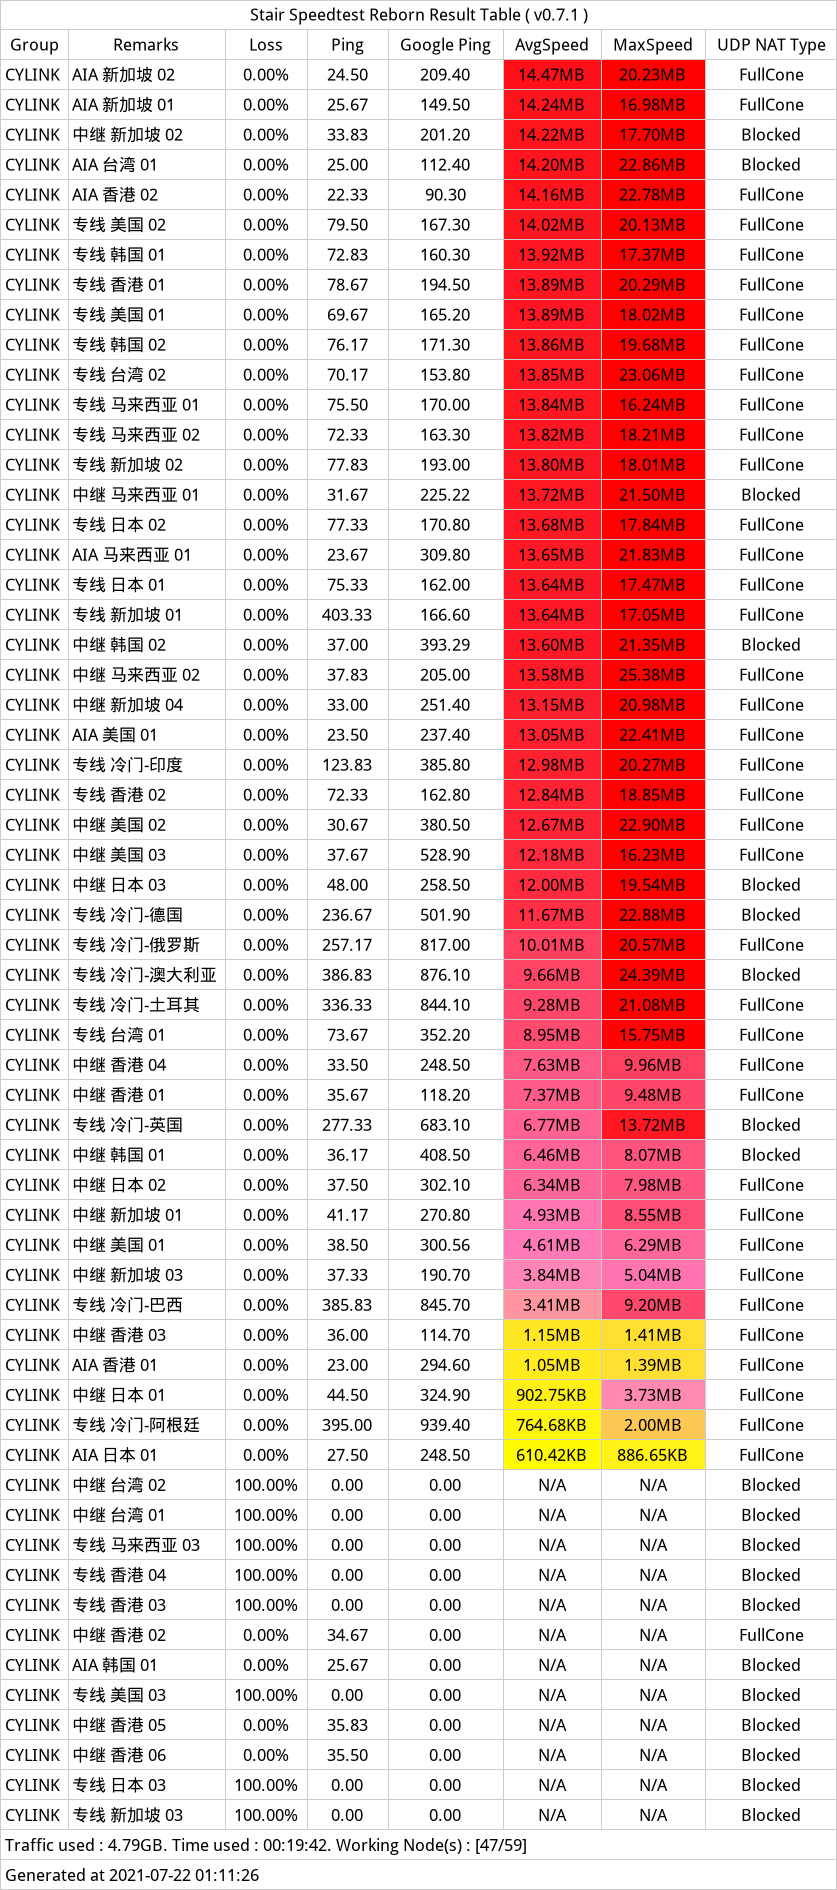 Stair Speedtest Reborn Result Table ( v0.7.1 )
Group Remarks Loss Ping Google Ping AvgSpeed MaxSpeed UDP NAT Type
CYLINK AIA 新加坡 02 0.00% 24.50 209.40 14.47MB 20.23MB FullCone
CYLINK AIA 新加坡 01 0.00% 25.67 149.50 14.24MB 16.98MB FullCone
CYLINK 中继 新加坡 02 0.00% 33.83 201.20 14.22MB 17.70MB Blocked
CYLINK AIA 台湾 01 0.00% 25.00 112.40 14.20MB 22.86MB Blocked
CYLINK AIA 香港 02 0.00% 22.33 90.30 14.16MB 22.78MB FullCone
CYLINK 专线 美国 02 0.00% 79.50 167.30 14.02MB 20.13MB FullCone
CYLINK 专线 韩国 01 0.00% 72.83 160.30 13.92MB 17.37MB FullCone
CYLINK 专线 香港 01 0.00% 78.67 194.50 13.89MB 20.29MB FullCone
CYLINK 专线 美国 01 0.00% 69.67 165.20 13.89MB 18.02MB FullCone
CYLINK 专线 韩国 02 0.00% 76.17 171.30 13.86MB 19.68MB FullCone
CYLINK 专线 台湾 02 0.00% 70.17 153.80 13.85MB 23.06MB FullCone
CYLINK 专线 马来西亚 01 0.00% 75.50 170.00 13.84MB 16.24MB FullCone
CYLINK 专线 马来西亚 02 0.00% 72.33 163.30 13.82MB 18.21MB FullCone
CYLINK 专线 新加坡 02 0.00% 77.83 193.00 13.80MB 18.01MB FullCone
CYLINK 中继 马来西亚 01 0.00% 31.67 225.22 13.72MB 21.50MB Blocked
CYLINK 专线 日本 02 0.00% 77.33 170.80 13.68MB 17.84MB FullCone
CYLINK AIA 马来西亚 01 0.00% 23.67 309.80 13.65MB 21.83MB FullCone
CYLINK 专线 日本 01 0.00% 75.33 162.00 13.64MB 17.47MB FullCone
CYLINK 专线 新加坡 01 0.00% 403.33 166.60 13.64MB 17.05MB FullCone
CYLINK 中继 韩国 02 0.00% 37.00 393.29 13.60MB 21.35MB Blocked
CYLINK 中继 马来西亚 02 0.00% 37.83 205.00 13.58MB 25.38MB FullCone
CYLINK 中继 新加坡 04 0.00% 33.00 251.40 13.15MB 20.98MB FullCone
CYLINK AIA 美国 01 0.00% 23.50 237.40 13.05MB 22.41MB FullCone
CYLINK 专线 冷门-印度 0.00% 123.83 385.80 12.98MB 20.27MB FullCone
CYLINK 专线 香港 02 0.00% 72.33 162.80 12.84MB 18.85MB FullCone
CYLINK 中继 美国 02 0.00% 30.67 380.50 12.67MB 22.90MB FullCone
CYLINK 中继 美国 03 0.00% 37.67 528.90 12.18MB 16.23MB FullCone
CYLINK 中继 日本 03 0.00% 48.00 258.50 12.00MB 19.54MB Blocked
CYLINK 专线 冷门-德国 0.00% 236.67 501.90 11.67MB 22.88MB Blocked
CYLINK 专线 冷门-俄罗斯 0.00% 257.17 817.00 10.01MB 20.57MB FullCone
CYLINK 专线 冷门-澳大利亚 0.00% 386.83 876.10 9.66MB 24.39MB Blocked
CYLINK 专线 冷门-土耳其 0.00% 336.33 844.10 9.28MB 21.08MB FullCone
CYLINK 专线 台湾 01 0.00% 73.67 352.20 8.95MB 15.75MB FullCone
CYLINK 中继 香港 04 0.00% 33.50 248.50 7.63MB 9.96MB FullCone
CYLINK 中继 香港 01 0.00% 35.67 118.20 7.37MB 9.48MB FullCone
CYLINK 专线 冷门-英国 0.00% 277.33 683.10 6.77MB 13.72MB Blocked
CYLINK 中继 韩国 01 0.00% 36.17 408.50 6.46MB 8.07MB Blocked
CYLINK 中继 日本 02 0.00% 37.50 302.10 6.34MB 7.98MB FullCone
CYLINK 中继 新加坡 01 0.00% 41.17 270.80 4.93MB 8.55MB FullCone
CYLINK 中继 美国 01 0.00% 38.50 300.56 4.61MB 6.29MB FullCone
CYLINK 中继 新加坡 03 0.00% 37.33 190.70 3.84MB 5.04MB FullCone
CYLINK 专线 冷门-巴西 0.00% 385.83 845.70 3.41MB 9.20MB FullCone
CYLINK 中继 香港 03 0.00% 36.00 114.70 1.15MB 1.41MB FullCone
CYLINK AIA 香港 01 0.00% 23.00 294.60 1.05MB 1.39MB FullCone
CYLINK 中继 日本 01 0.00% 44.50 324.90 902.75KB 3.73MB FullCone
CYLINK 专线 冷门-阿根廷 0.00% 395.00 939.40 764.68KB 2.00MB FullCone
CYLINK AIA 日本 01 0.00% 27.50 248.50 610.42KB 886.65KB FullCone
CYLINK 中继 台湾 02 100.00% 0.00 0.00 N/A N/A Blocked
CYLINK 中继 台湾 01 100.00% 0.00 0.00 N/A N/A Blocked
CYLINK 专线 马来西亚 03 100.00% 0.00 0.00 N/A N/A Blocked
CYLINK 专线 香港 04 100.00% 0.00 0.00 N/A N/A Blocked
CYLINK 专线 香港 03 100.00% 0.00 0.00 N/A N/A Blocked
CYLINK 中继 香港 02 0.00% 34.67 0.00 N/A N/A FullCone
CYLINK AIA 韩国 01 0.00% 25.67 0.00 N/A N/A Blocked
CYLINK 专线 美国 03 100.00% 0.00 0.00 N/A N/A Blocked
CYLINK 中继 香港 05 0.00% 35.83 0.00 N/A N/A Blocked
CYLINK 中继 香港 06 0.00% 35.50 0.00 N/A N/A Blocked
CYLINK 专线 日本 03 100.00% 0.00 0.00 N/A N/A Blocked
CYLINK 专线 新加坡 03 100.00% 0.00 0.00 N/A N/A Blocked
Traffic used : 4.79GB. Time used : 00:19:42. Working Node(s) : [47/59]
Generated at 2021-07-22 01:11:26